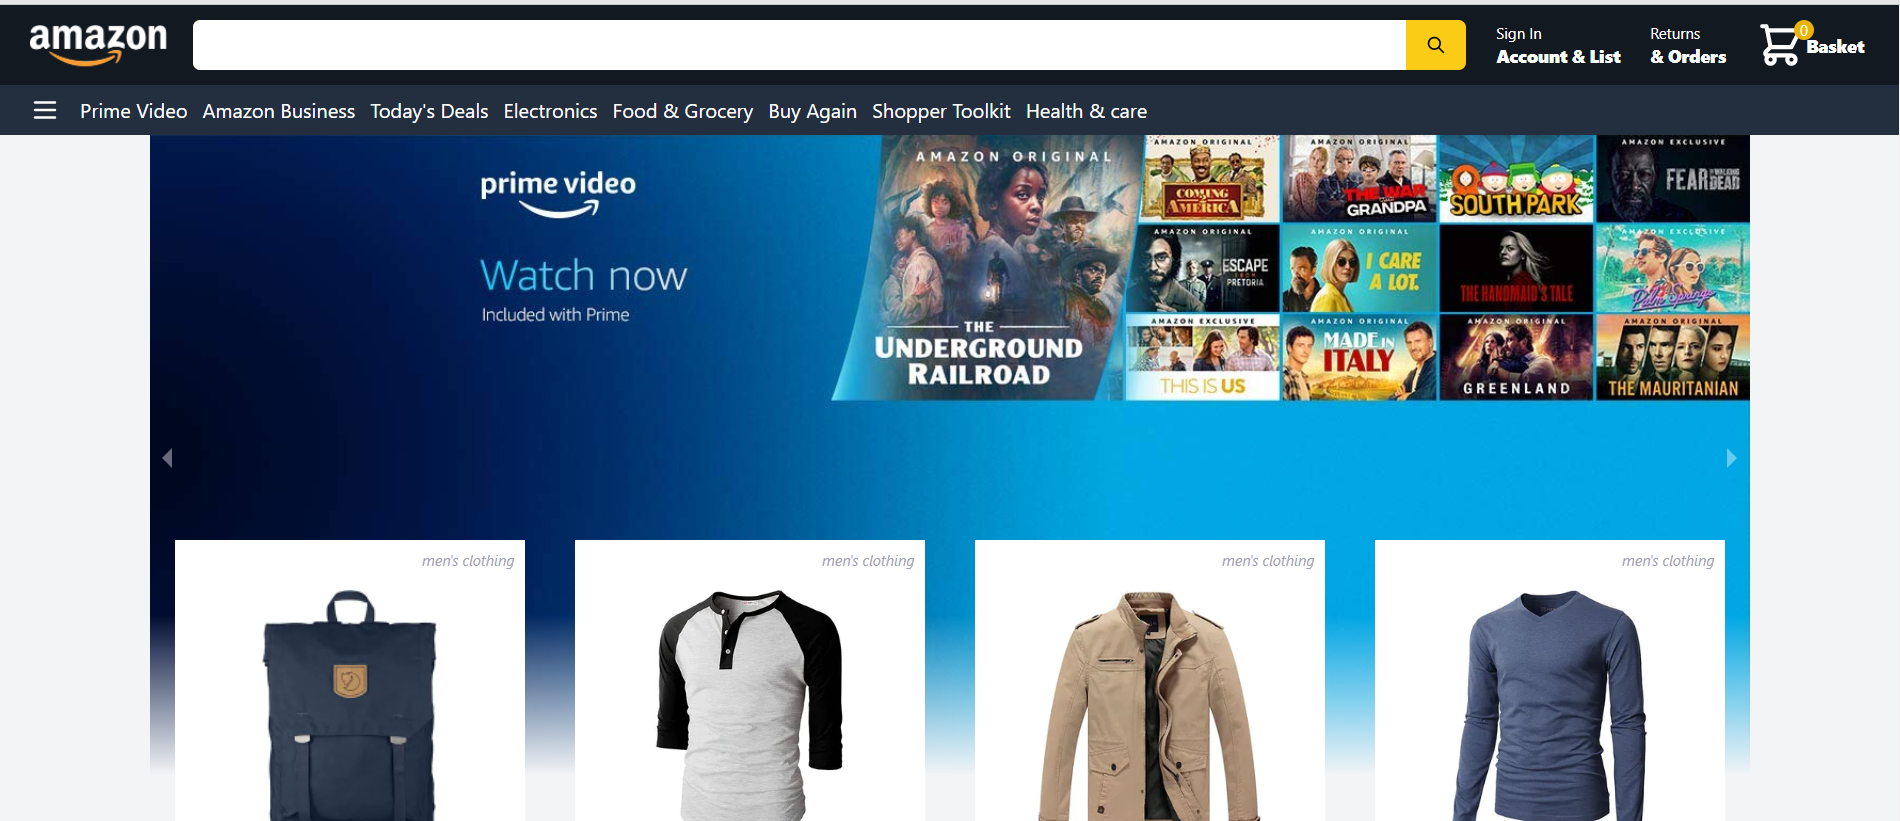 amazon
Sign In
Account & List
Returns
& Orders
0
Basket
Prime Video Amazon Business Today's Deals Electronics Food & Grocery Buy Again Shopper Toolkit Health & care
prime video
Watch now
Included with Prime
AMAZON ORIGINAL
THE
UNDERGROUND
RAILROAD
AMAZON ORIGINAL
COMING
2
AMERICA
AMAZON ORIGINAL
THE WAR
GRANDPA
SOUTH PARK
AMAZON EXCLUSIVE
FEAR THE WALKING DEAD
AMAZON ORIGINAL
ESCAPE
FROM
PRETORIA
AMAZON ORIGINAL
I CARE
A LOT.
THE HANDMAID'S TALE
AMAZON EXCLUSIVE
Palm Springs
AMAZON EXCLUSIVE
THIS IS US
AMAZON ORIGINAL
MADE IN
ITALY
AMAZON ORIGINAL
GREENLAND
AMAZON ORIGINAL
THE MAURITANIAN
men's clothing
men's clothing
men's clothing
men's clothing